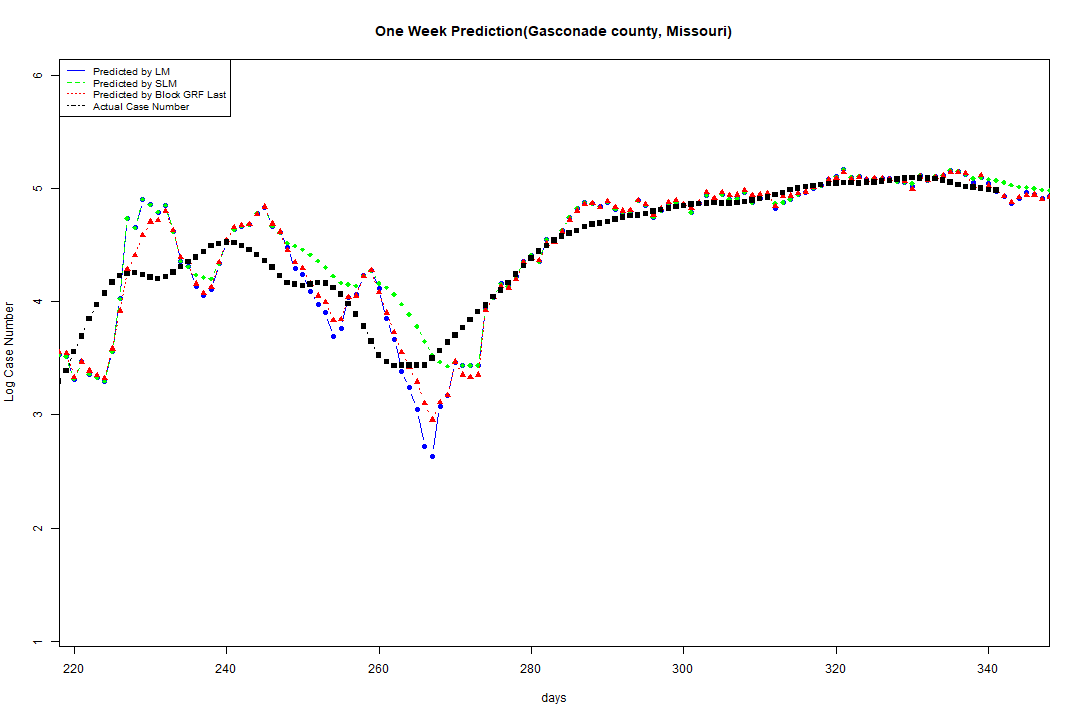 One Week Prediction(Gasconade county, Missouri)
Predicted by LM
Predicted by SLM
Predicted by Block GRF Last
Actual Case Number
6
5
4
3
2
1
Log Case Number
220 240 260 280 300 320 340
days